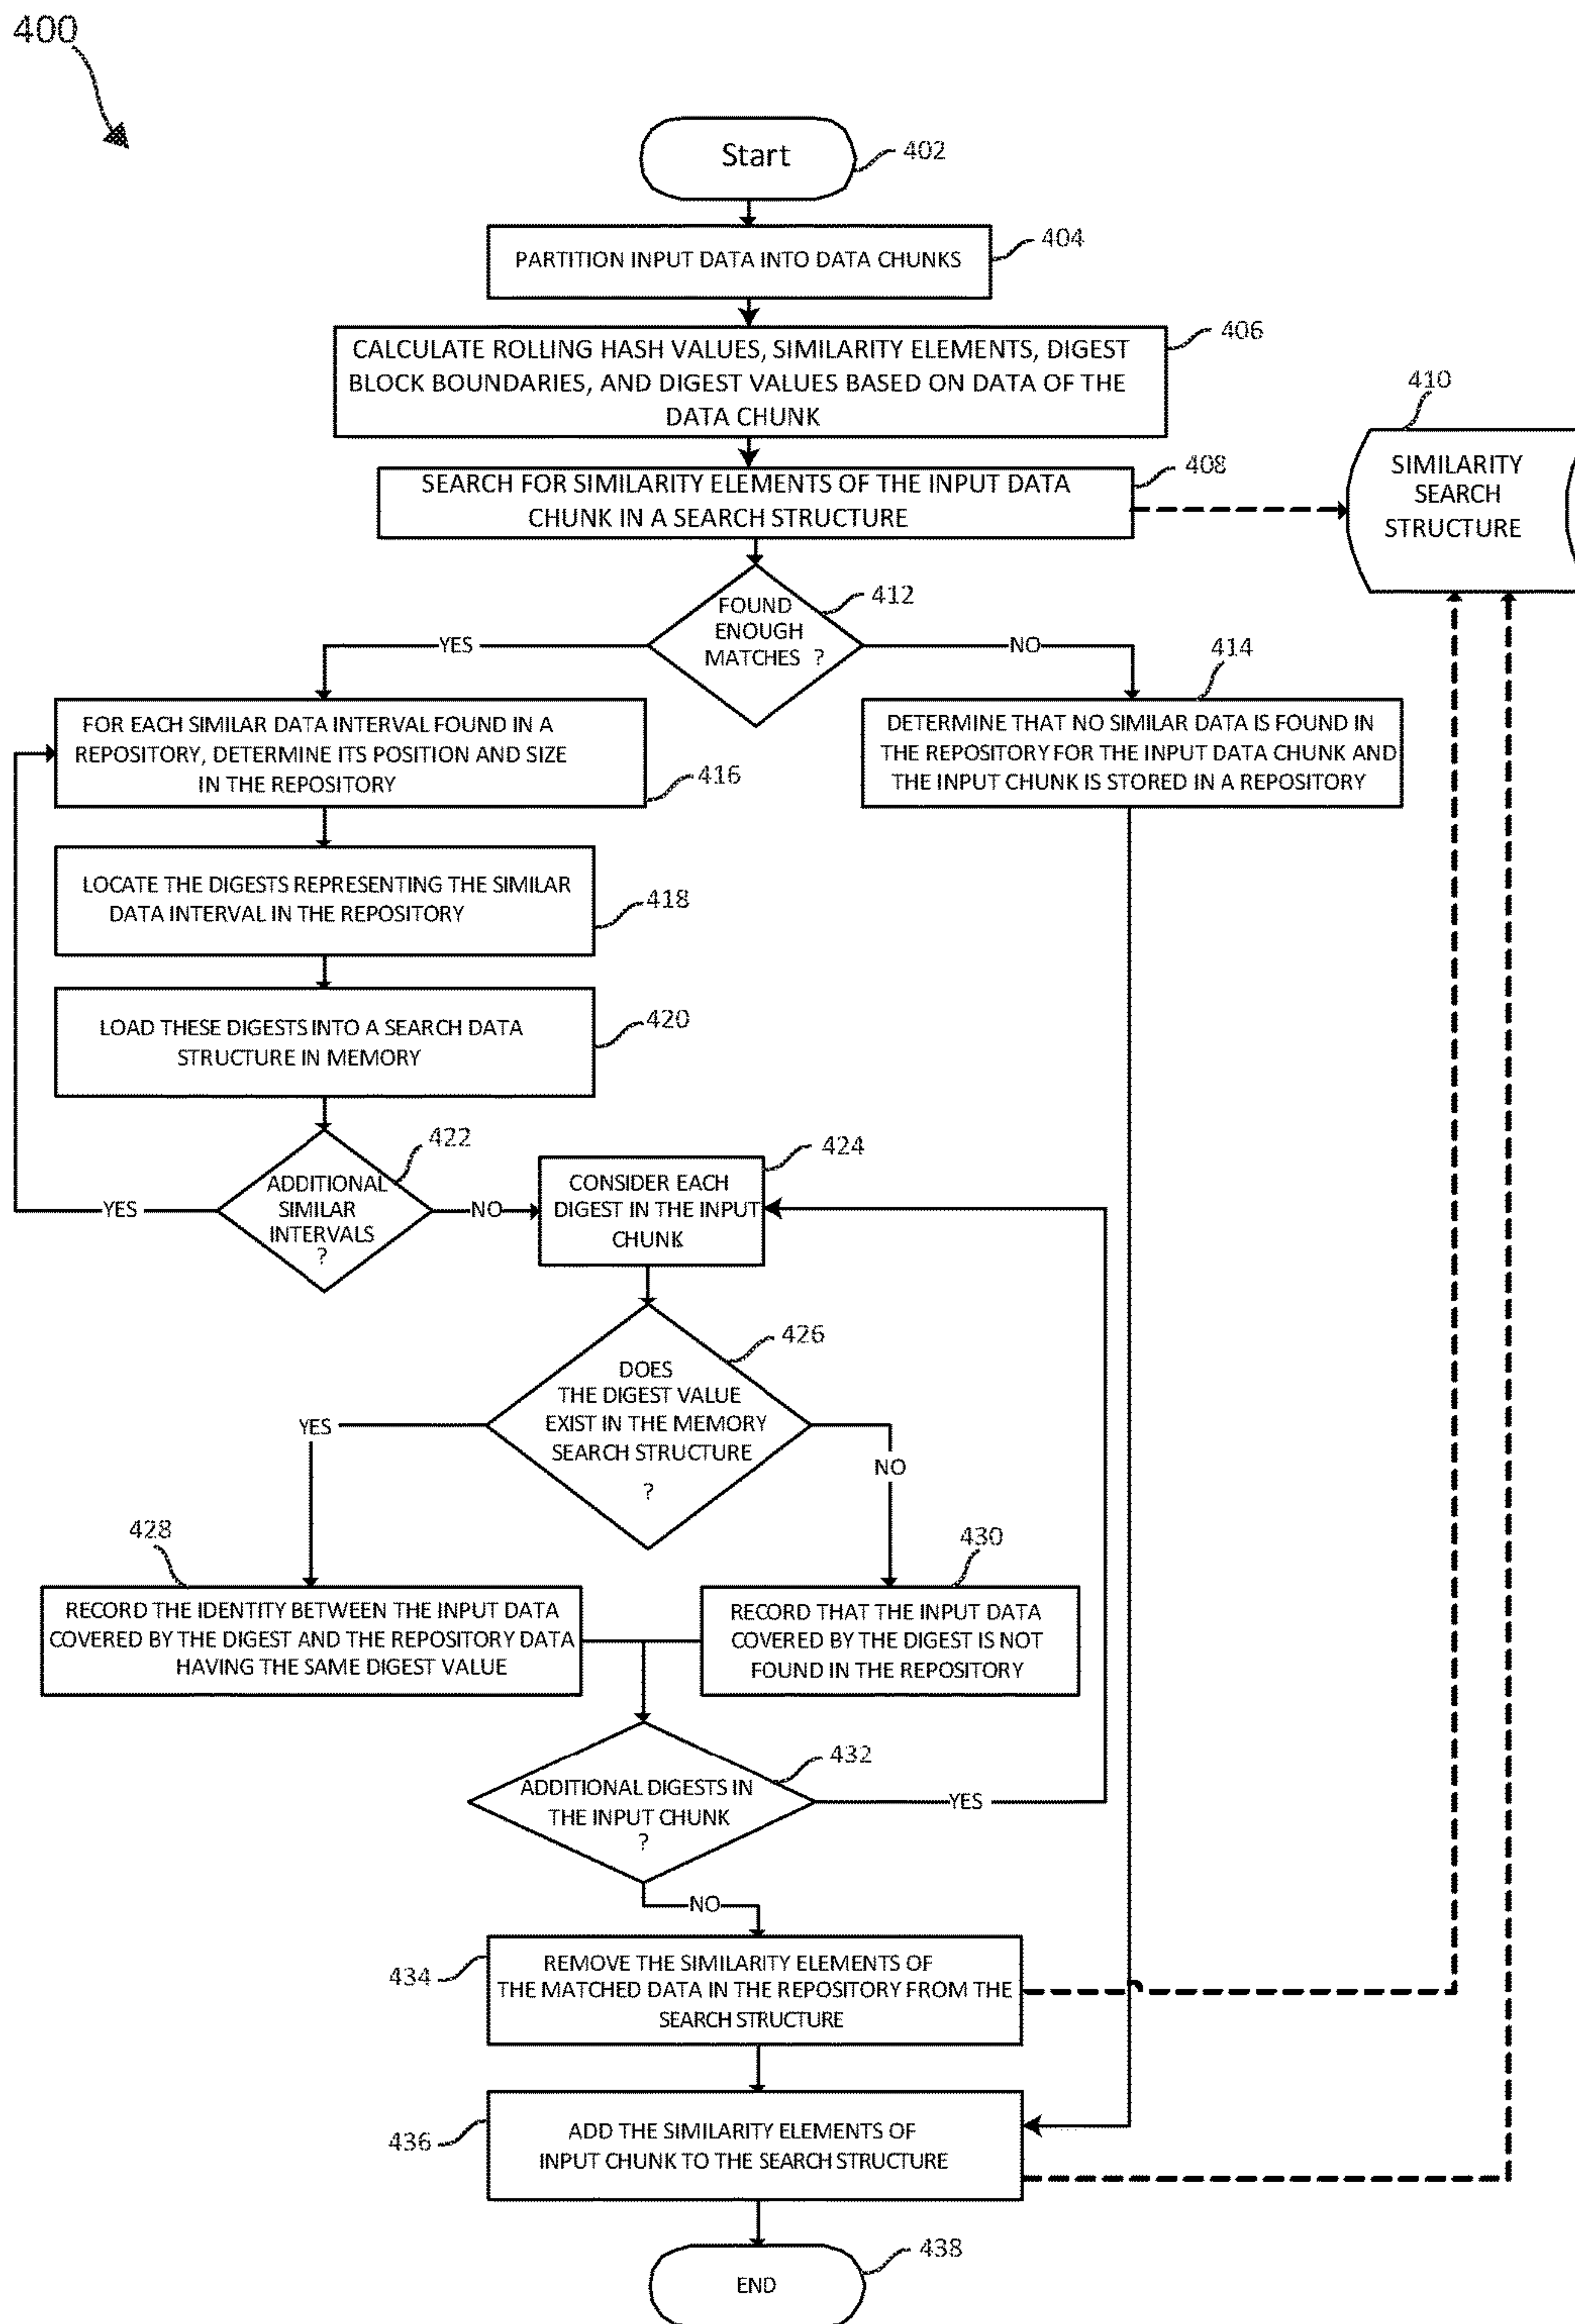 400
Start
402
PARTITION INPUT DATA INTO DATA CHUNKS
404
CALCULATE ROLLING HASH VALUES, SIMILARITY ELEMENTS, DIGEST
BLOCK BOUNDARIES, AND DIGEST VALUES BASED ON DATA OF THE
DATA CHUNK
406
SEARCH FOR SIMILARITY ELEMENTS OF THE INPUT DATA
CHUNK IN A SEARCH STRUCTURE
408
410
SIMILARITY
SEARCH
STRUCTURE
FOUND
ENOUGH
MATCHES ?
412
YES
NO
414
FOR EACH SIMILAR DATA INTERVAL FOUND IN A
REPOSITORY, DETERMINE ITS POSITION AND SIZE
IN THE REPOSITORY
416
DETERMINE THAT NO SIMILAR DATA IS FOUND IN
THE REPOSITORY FOR THE INPUT DATA CHUNK AND
THE INPUT CHUNK IS STORED IN A REPOSITORY
LOCATE THE DIGESTS REPRESENTING THE SIMILAR
DATA INTERVAL IN THE REPOSITORY
418
LOAD THESE DIGESTS INTO A SEARCH DATA
STRUCTURE IN MEMORY
420
ADDITIONAL
SIMILAR
INTERVALS
?
422
YES
NO
CONSIDER EACH
DIGEST IN THE INPUT
CHUNK
424
DOES
THE DIGEST VALUE
EXIST IN THE MEMORY
SEARCH STRUCTURE
?
426
YES
NO
428
RECORD THE IDENTITY BETWEEN THE INPUT DATA
COVERED BY THE DIGEST AND THE REPOSITORY DATA
HAVING THE SAME DIGEST VALUE
430
RECORD THAT THE INPUT DATA
COVERED BY THE DIGEST IS NOT
FOUND IN THE REPOSITORY
ADDITIONAL DIGESTS IN
THE INPUT CHUNK
?
432
YES
NO
434
REMOVE THE SIMILARITY ELEMENTS OF
THE MATCHED DATA IN THE REPOSITORY FROM THE
SEARCH STRUCTURE
436
ADD THE SIMILARITY ELEMENTS OF
INPUT CHUNK TO THE SEARCH STRUCTURE
END
438